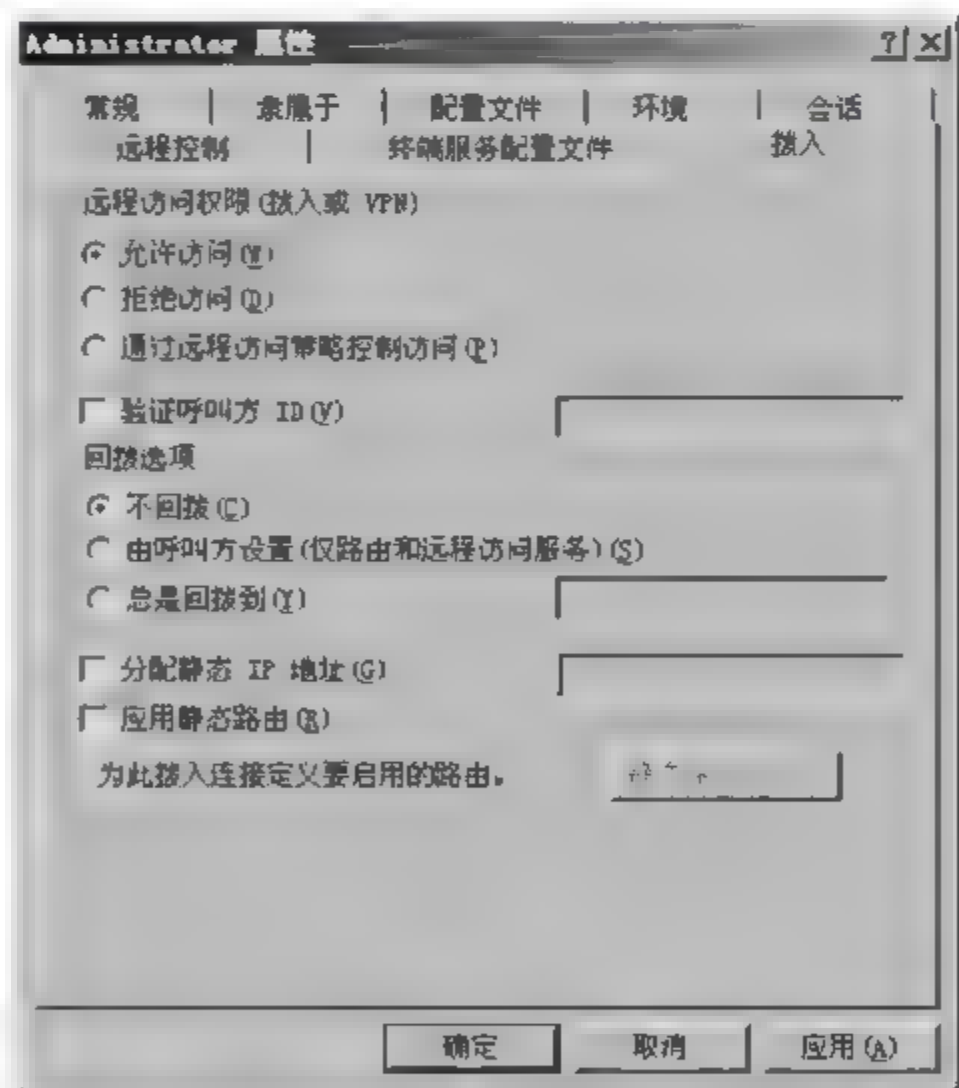 Administrator 属性
常规 隶属于 配置文件 环境 会话
远程控制 终端服务配置文件 拨入
远程访问权限(拨入或 VPN)
允许访问(W)
拒绝访问(D)
通过远程访问策略控制访问(P)
验证呼叫方 ID(V)
回拨选项
不回拨(C)
由呼叫方设置(仅路由和远程访问服务)(S)
总是回拨到(Y)
分配静态 IP 地址(G)
应用静态路由(R)
为此拨入连接定义要启用的路由。
确定 取消 应用(A)